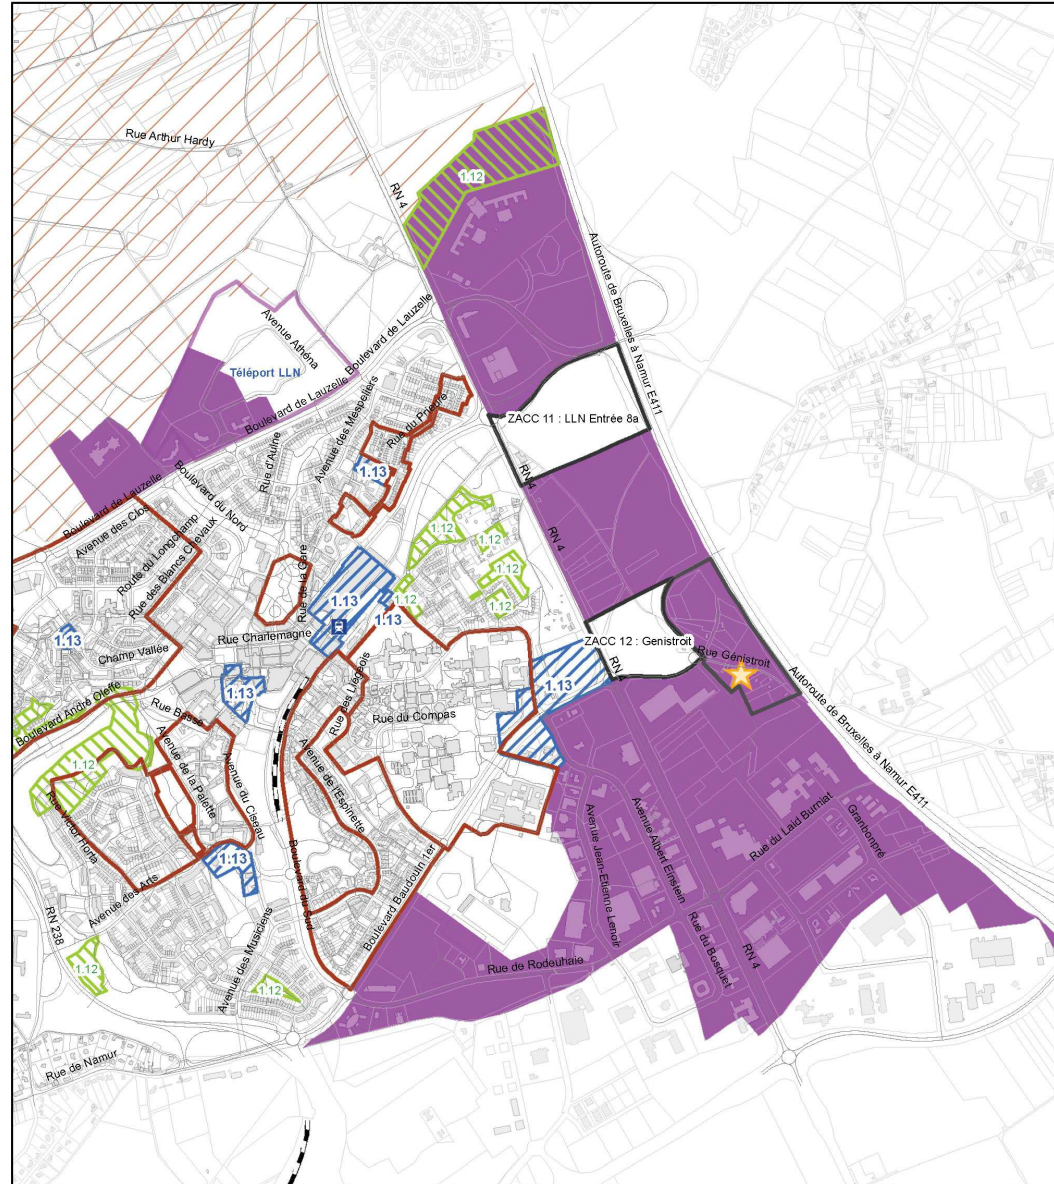 Rue Arthur Hardy
RN 4
1.12
Autoroute de Bruxelles à Namur E411
Avenue Athéna
Boulevard de Lauzelle
Téléport LLN
Boulevard de Lauzelle
Avenue des Mespeliers
Rue du Prieuré
ZACC 11 : LLN Entrée 8a
Rue d'Aulne
1.13
RN 4
Boulevard de Lauzelle
Boulevard du Nord
Avenue des Clos
Route du Longchamp
Rue des Blancs Chevaux
1.12
1.12
RN 4
Rue de la Gare
1.13
1.12
1.12
1.13
Rue Charlemagne
1.13
Champ Vallée
ZACC 12 : Genistroit
Rue Génistroit
RN 4
Autoroute de Bruxelles à Namur E411
Boulevard André Oleffe
Rue Basse
1.13
Rue des Liégeois
1.13
Rue du Compas
1.12
Avenue de la Palette
Avenue du Ciseau
Avenue de l'Espinette
Rue Victor Horta
1.13
Avenue des Arts
Boulevard du Sud
Boulevard Baudouin 1er
Avenue Jean-Etienne Lenoir
Avenue Albert Einstein
Rue du Laid Burniat
Granbonpré
RN 238
1.12
Avenue des Musiciens
1.12
Rue de Rodeuhaie
Rue du Bosquet
RN 4
Rue de Namur